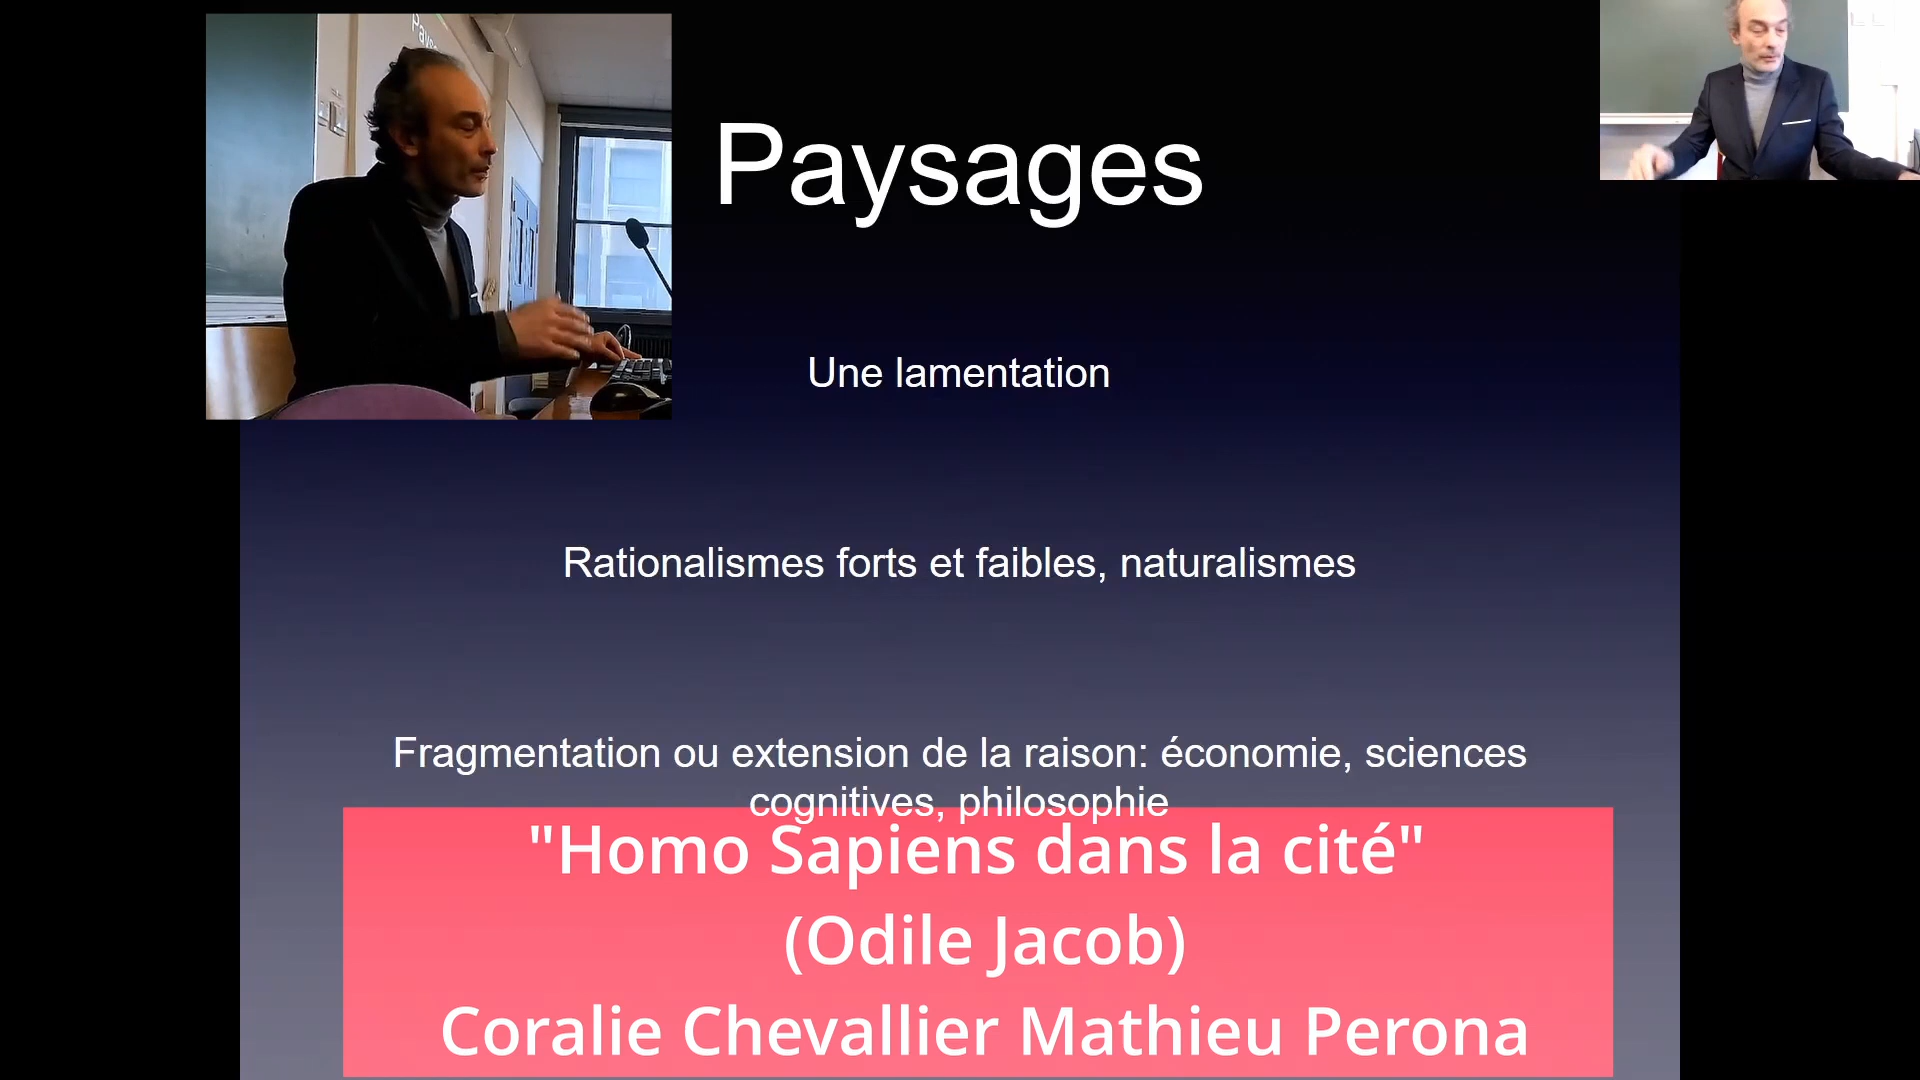 Paysages
Une lamentation
Rationalismes forts et faibles, naturalismes
Fragmentation ou extension de la raison: économie, sciences
cognitives, philosophie
"Homo Sapiens dans la cité"
(Odile Jacob)
Coralie Chevallier Mathieu Perona